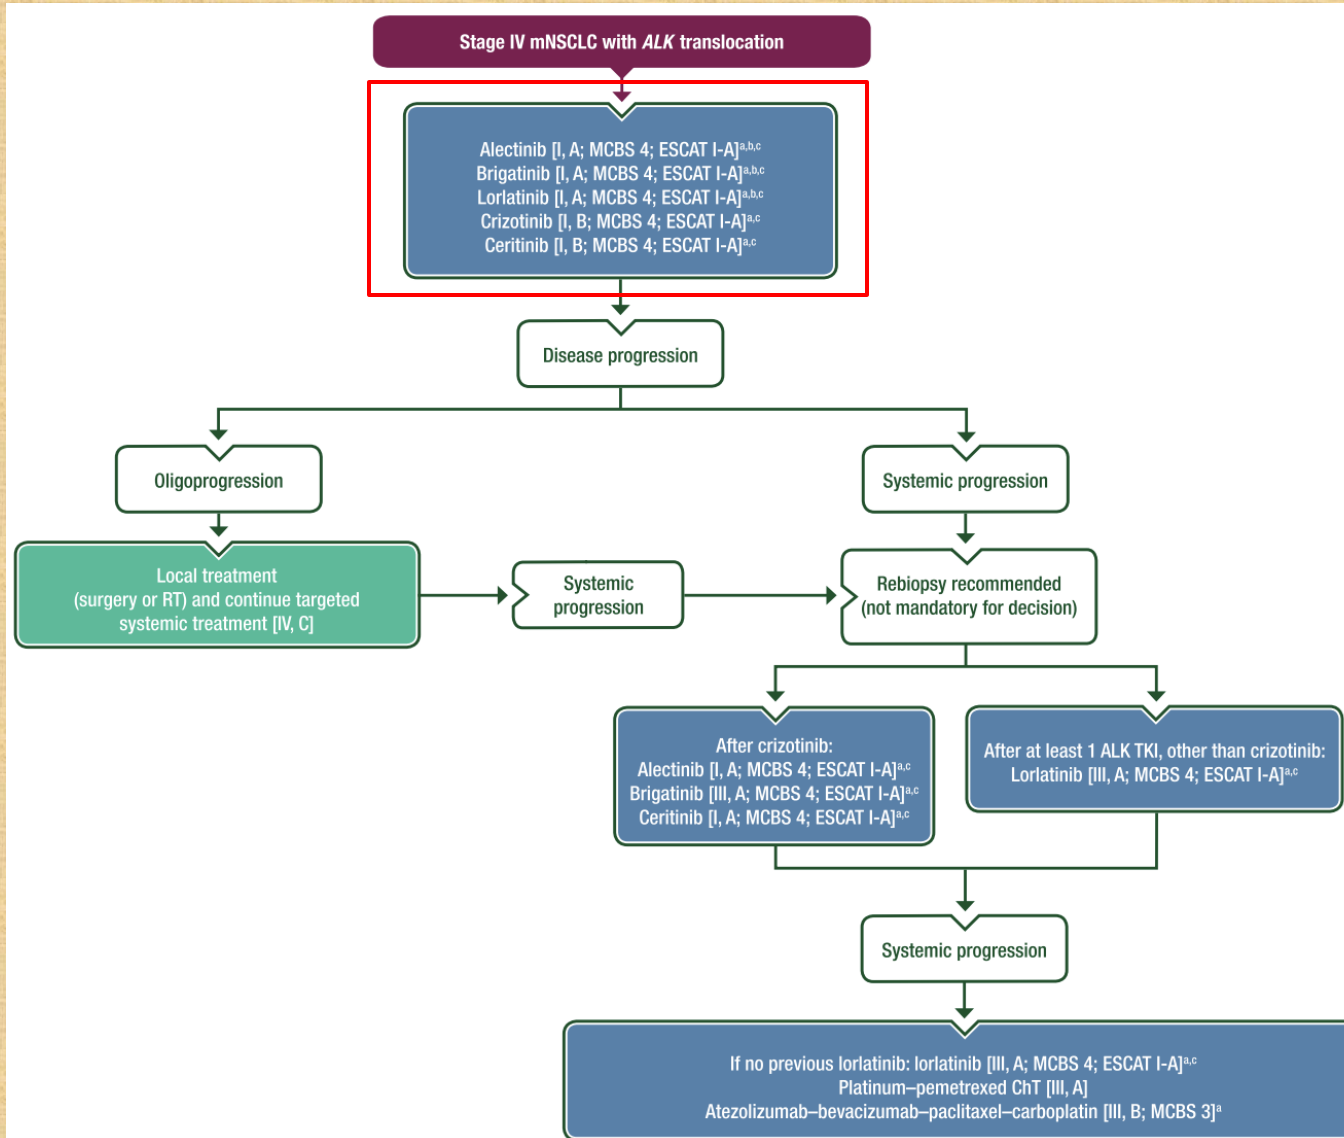 Stage IV mNSCLC with ALK translocation
Alectinib [I, A; MCBS 4; ESCAT I-A]a,b,c
Brigatinib [I, A; MCBS 4; ESCAT I-A]a,b,c
Lorlatinib [I, A; MCBS 4; ESCAT I-A]a,b,c
Crizotinib [I, B; MCBS 4; ESCAT I-A]a,c
Ceritinib [I, B; MCBS 4; ESCAT I-A]a,c
Disease progression
Oligoprogression
Systemic progression
Local treatment
(surgery or RT) and continue targeted
systemic treatment [IV, C]
Systemic
progression
Rebiopsy recommended
(not mandatory for decision)
After crizotinib:
Alectinib [I, A; MCBS 4; ESCAT I-A]a,c
Brigatinib [III, A; MCBS 4; ESCAT I-A]a,c
Ceritinib [I, A; MCBS 4; ESCAT I-A]a,c
After at least 1 ALK TKI, other than crizotinib:
Lorlatinib [III, A; MCBS 4; ESCAT I-A]a,c
Systemic progression
If no previous lorlatinib: lorlatinib [III, A; MCBS 4; ESCAT I-A]a,c
Platinum–pemetrexed ChT [III, A]
Atezolizumab–bevacizumab–paclitaxel–carboplatin [III, B; MCBS 3]a